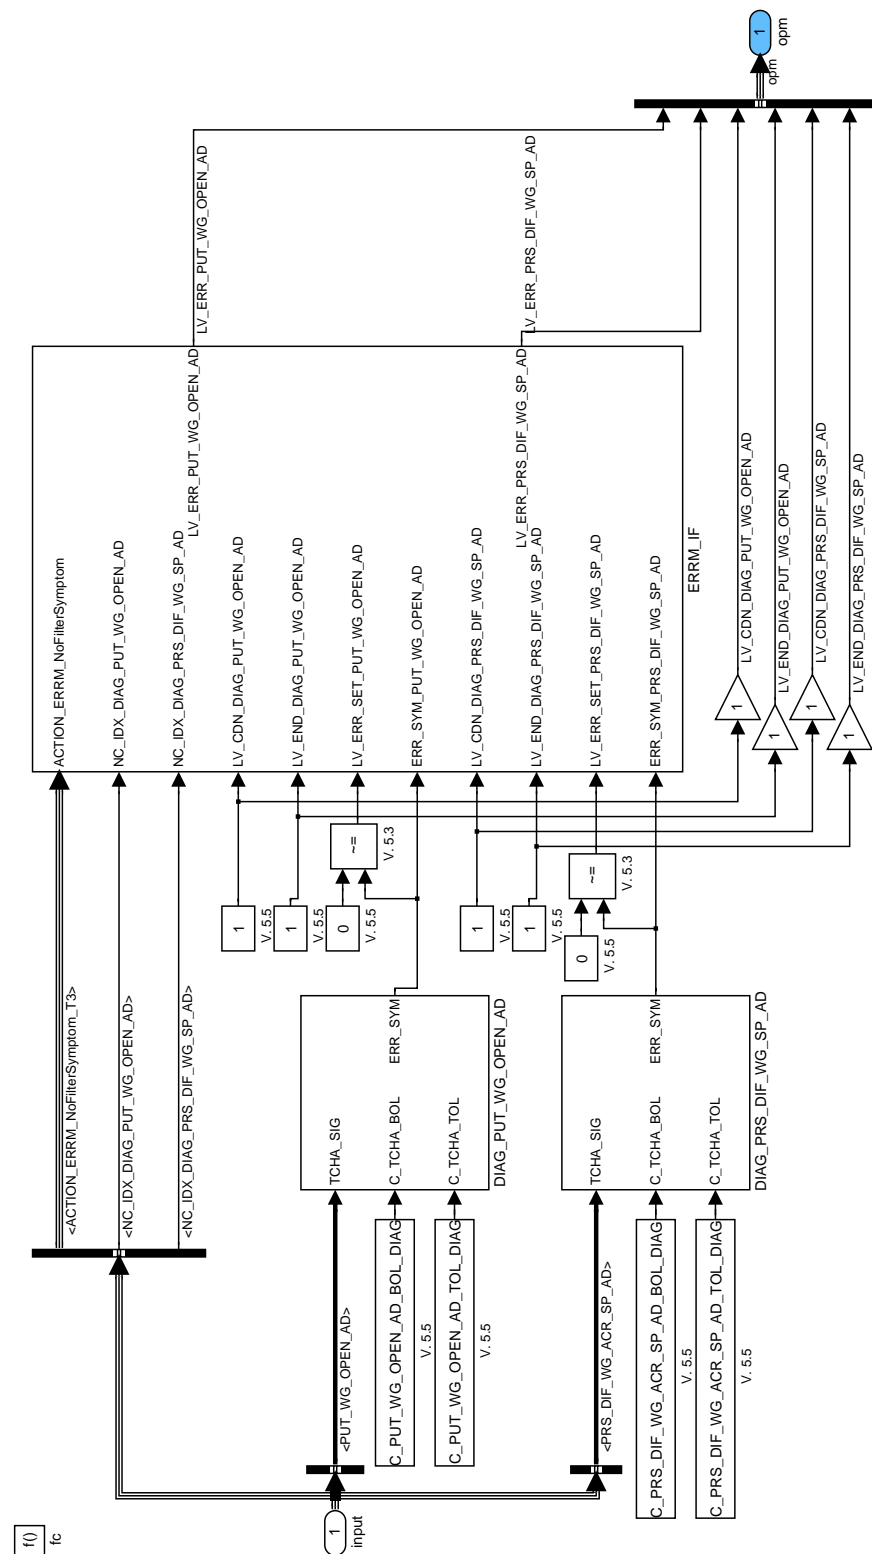 f()
fc
1
input
<ACTION_ERRM_NoFilterSymptom_T3>
<NC_IDX_DIAG_PUT_WG_OPEN_AD>
<NC_IDX_DIAG_PRS_DIF_WG_SP_AD>
<PUT_WG_OPEN_AD>
C_PUT_WG_OPEN_AD_BOL_DIAG
V. 5.5
C_PUT_WG_OPEN_AD_TOL_DIAG
V. 5.5
<PRS_DIF_WG_ACR_SP_AD>
C_PRS_DIF_WG_ACR_SP_AD_BOL_DIAG
V. 5.5
C_PRS_DIF_WG_ACR_SP_AD_TOL_DIAG
V. 5.5
TCHA_SIG
C_TCHA_BOL
C_TCHA_TOL
ERR_SYM
DIAG_PUT_WG_OPEN_AD
TCHA_SIG
C_TCHA_BOL
C_TCHA_TOL
ERR_SYM
DIAG_PRS_DIF_WG_SP_AD
1
V. 5.5
1
V. 5.5
0
V. 5.5
~=
V. 5.3
1
V. 5.5
1
V. 5.5
0
V. 5.5
~=
V. 5.3
ACTION_ERRM_NoFilterSymptom
NC_IDX_DIAG_PUT_WG_OPEN_AD
NC_IDX_DIAG_PRS_DIF_WG_SP_AD
LV_CDN_DIAG_PUT_WG_OPEN_AD
LV_END_DIAG_PUT_WG_OPEN_AD
LV_ERR_SET_PUT_WG_OPEN_AD
ERR_SYM_PUT_WG_OPEN_AD
LV_CDN_DIAG_PRS_DIF_WG_SP_AD
LV_END_DIAG_PRS_DIF_WG_SP_AD
LV_ERR_SET_PRS_DIF_WG_SP_AD
ERR_SYM_PRS_DIF_WG_SP_AD
LV_ERR_PUT_WG_OPEN_AD
LV_ERR_PRS_DIF_WG_SP_AD
ERRM_IF
LV_ERR_PUT_WG_OPEN_AD
LV_ERR_PRS_DIF_WG_SP_AD
1
LV_CDN_DIAG_PUT_WG_OPEN_AD
1
LV_END_DIAG_PUT_WG_OPEN_AD
1
LV_CDN_DIAG_PRS_DIF_WG_SP_AD
1
LV_END_DIAG_PRS_DIF_WG_SP_AD
opm
1
opm